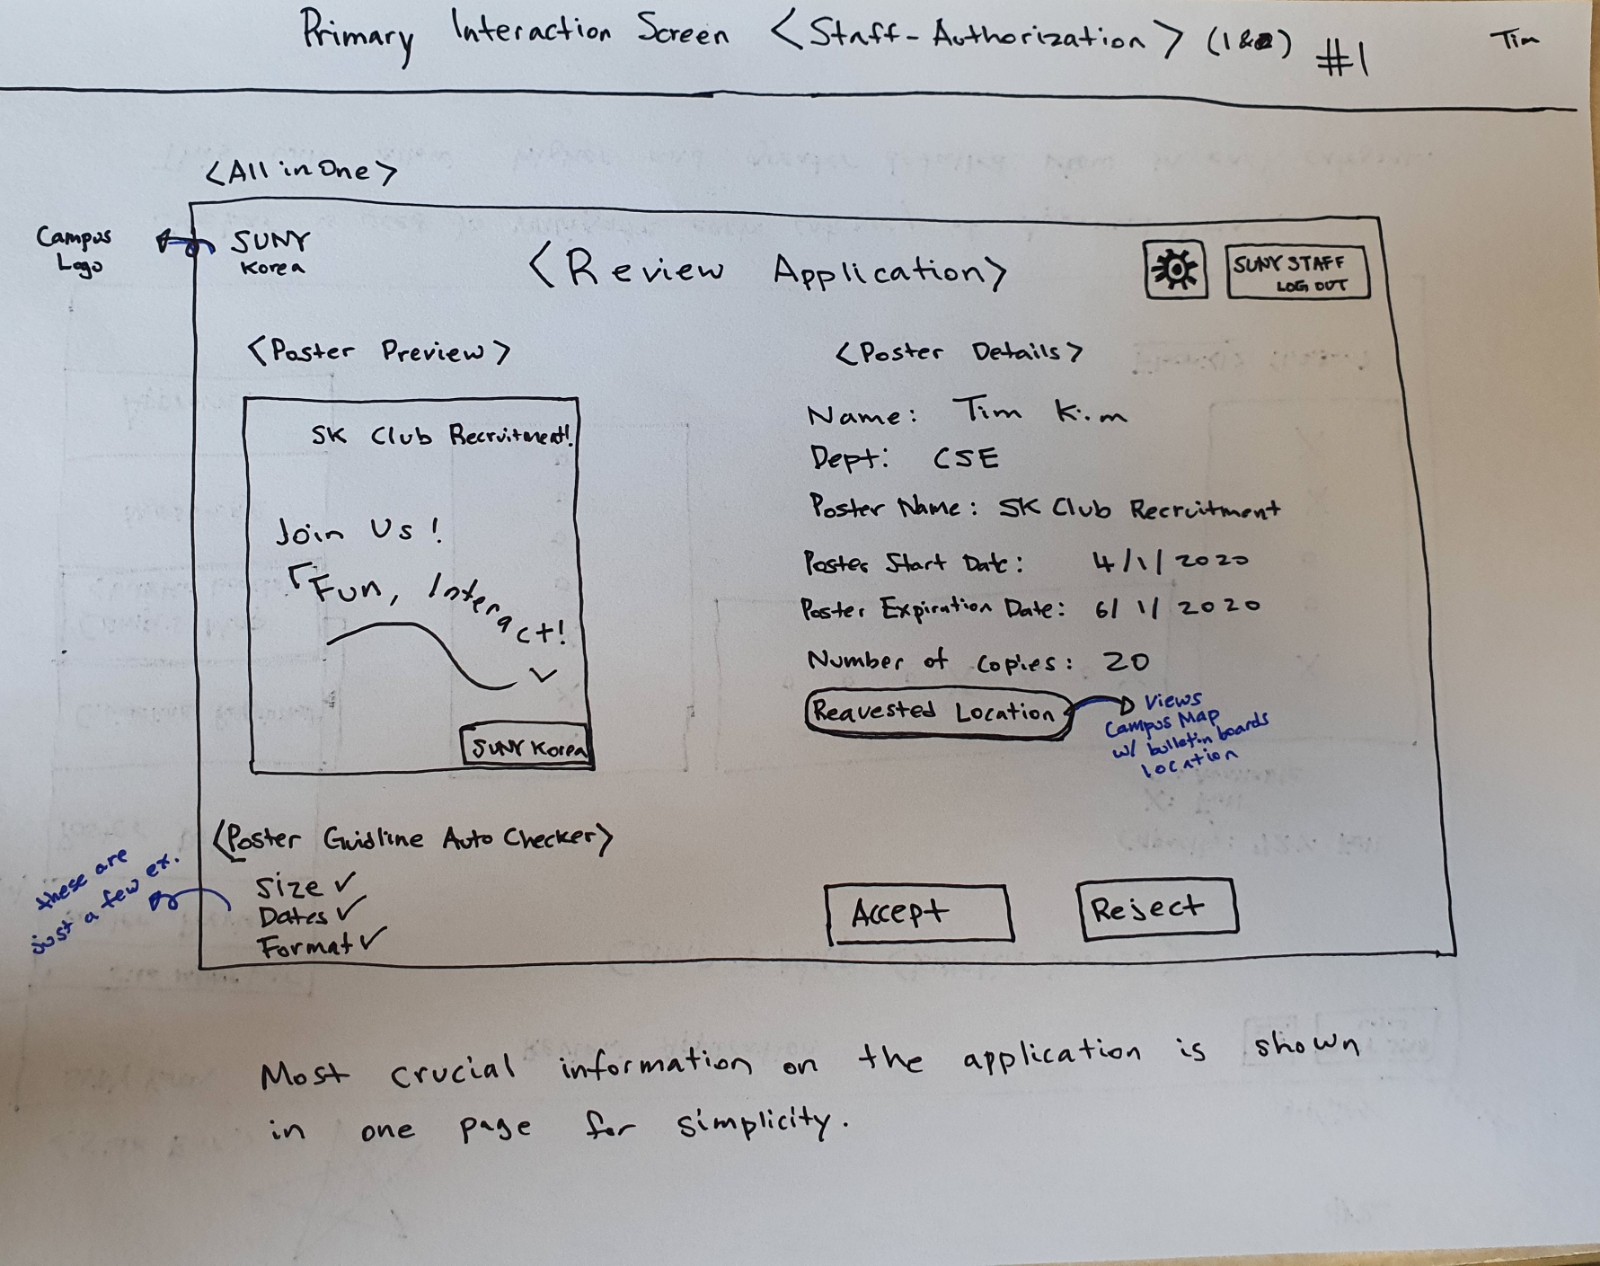 Primary Interaction Screen <Staff-Authorization> (1&2) #1
Tim
<All in One>
Campus
Logo
SUNY
Korea
<Review Application>
SUNY STAFF
LOG OUT
<Poster Preview>
SK Club Recruitment!
Join Us!
Fun, Interact!
SUNY Korea
<Poster Details>
Name: Tim Kim
Dept: CSE
Poster Name: SK Club Recruitment
Poster Start Date: 4/1/2020
Poster Expiration Date: 6/1/2020
Number of copies: 20
Requested Location
Views
Campus Map
w/ bulletin boards
location
<Poster Guidline Auto Checker>
these are
just a few ex.
Size ✓
Dates ✓
Format ✓
Accept
Reject
Most crucial information on the application is shown
in one page for simplicity.